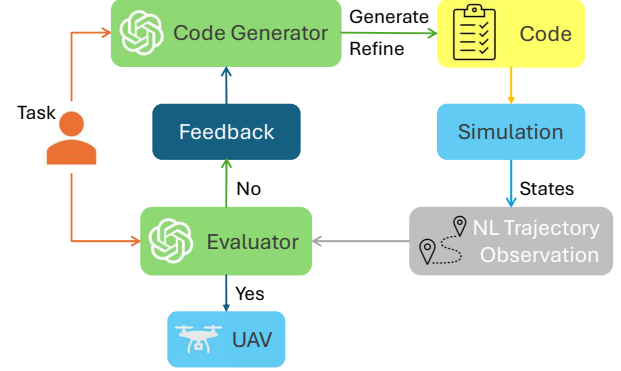 Code Generator
Generate
Refine
Code
Task
Feedback
Simulation
No
States
Evaluator
NL Trajectory
Observation
Yes
UAV